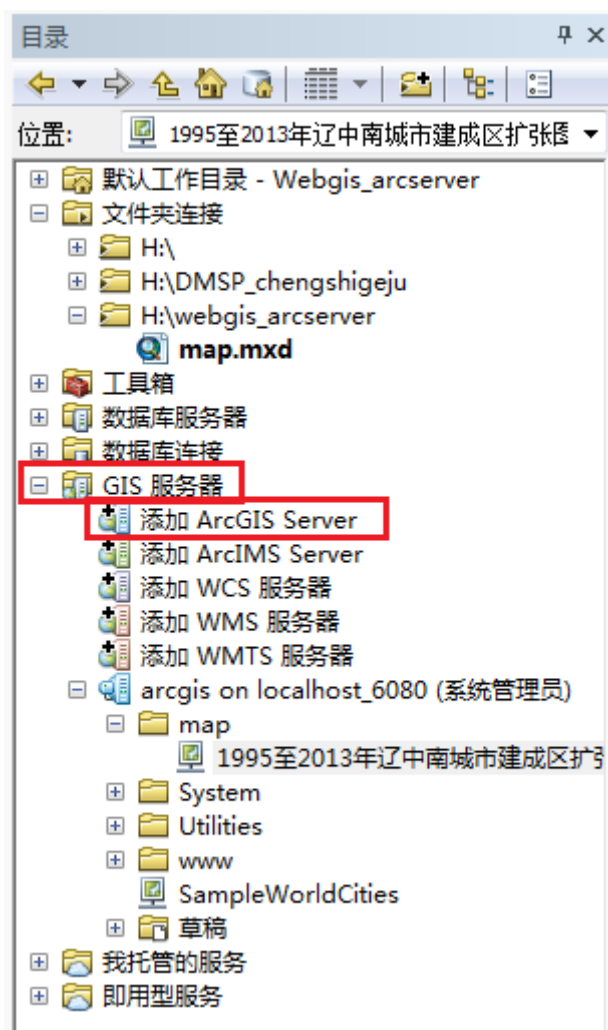 目录
位置: 1995至2013年辽中南城市建成区扩张图
默认工作目录 - Webgis_arcserver
文件夹连接
H:\
H:\DMSP_chengshigeju
H:\webgis_arcserver
map.mxd
工具箱
数据库服务器
数据库连接
GIS 服务器
添加 ArcGIS Server
添加 ArcIMS Server
添加 WCS 服务器
添加 WMS 服务器
添加 WMTS 服务器
arcgis on localhost_6080 (系统管理员)
map
1995至2013年辽中南城市建成区扩
System
Utilities
www
SampleWorldCities
草稿
我托管的服务
即用型服务